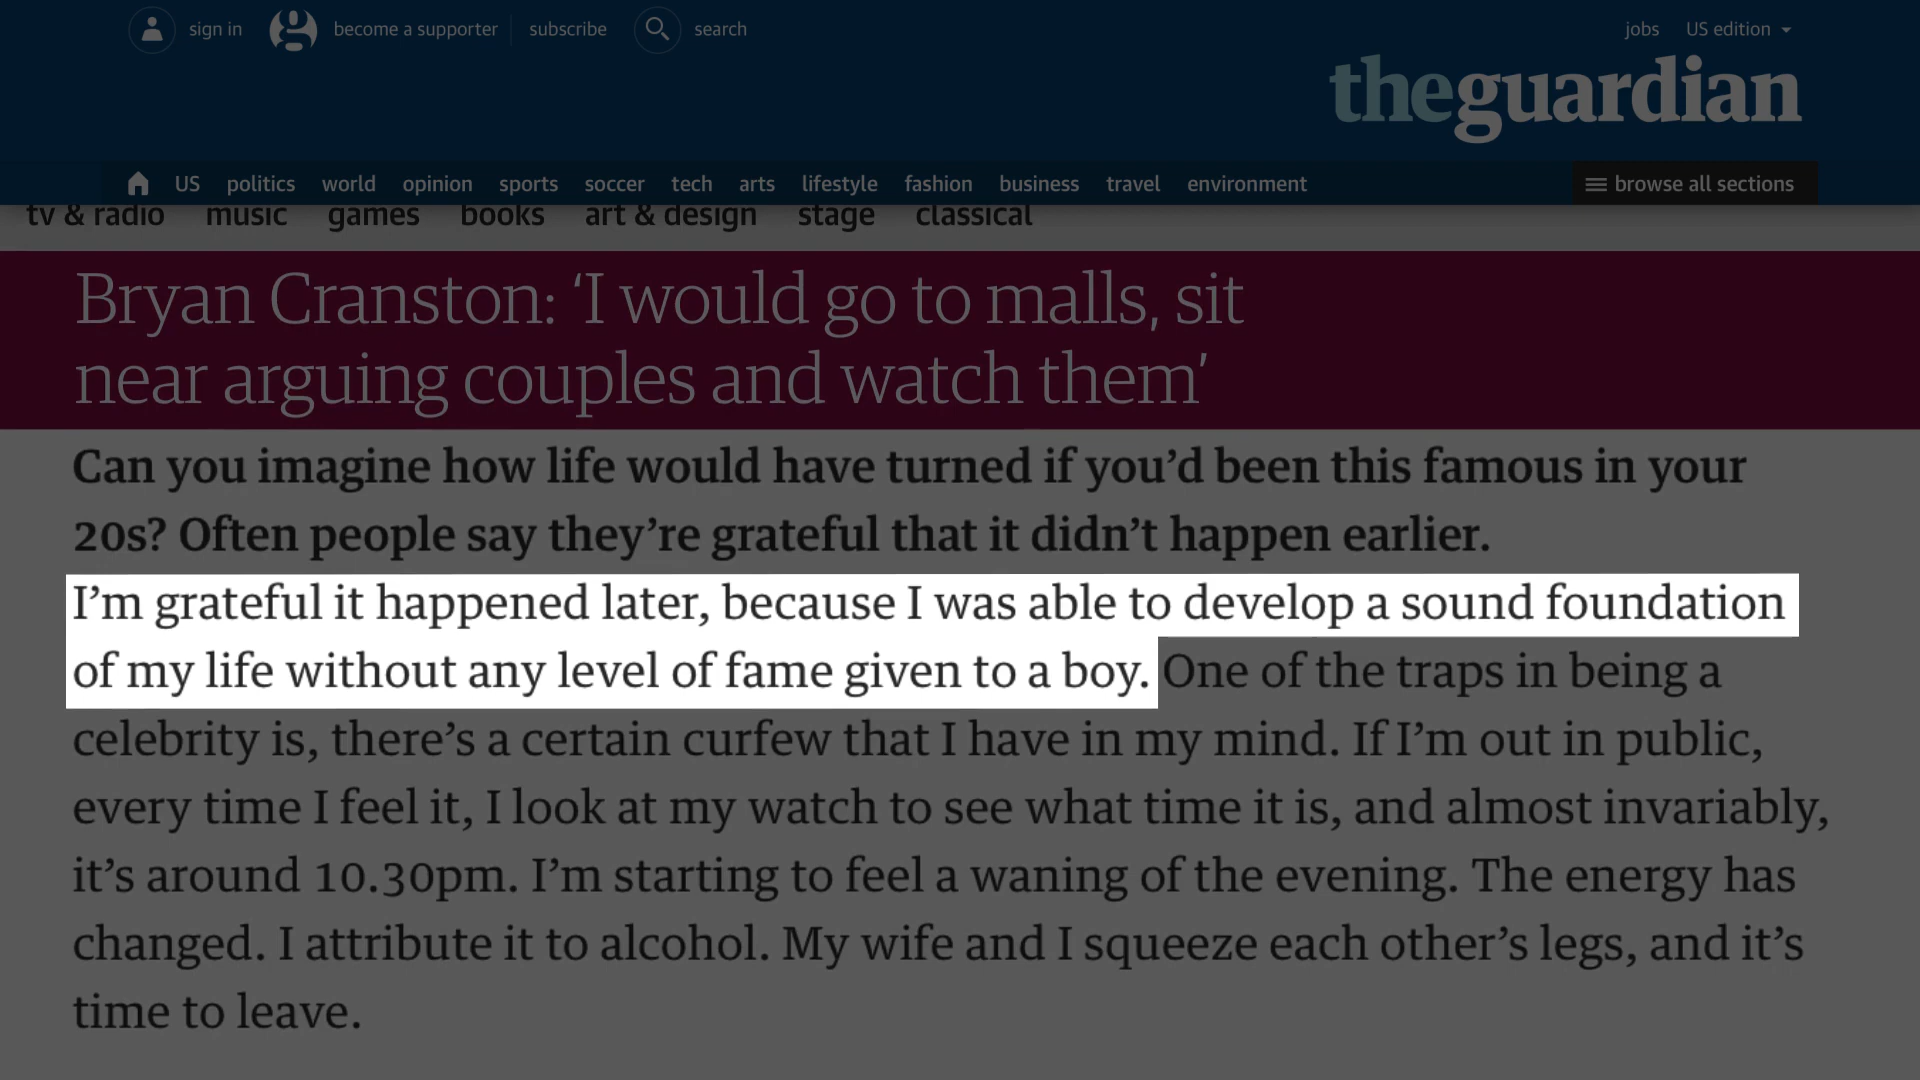 sign in become a supporter subscribe search jobs US edition
theguardian
US politics world opinion sports soccer tech arts lifestyle fashion business travel environment browse all sections
tv & radio music games books art & design stage classical
Bryan Cranston: ‘I would go to malls, sit
near arguing couples and watch them’
Can you imagine how life would have turned if you’d been this famous in your
20s? Often people say they’re grateful that it didn’t happen earlier.
I’m grateful it happened later, because I was able to develop a sound foundation
of my life without any level of fame given to a boy. One of the traps in being a
celebrity is, there’s a certain curfew that I have in my mind. If I’m out in public,
every time I feel it, I look at my watch to see what time it is, and almost invariably,
it’s around 10.30pm. I’m starting to feel a waning of the evening. The energy has
changed. I attribute it to alcohol. My wife and I squeeze each other’s legs, and it’s
time to leave.